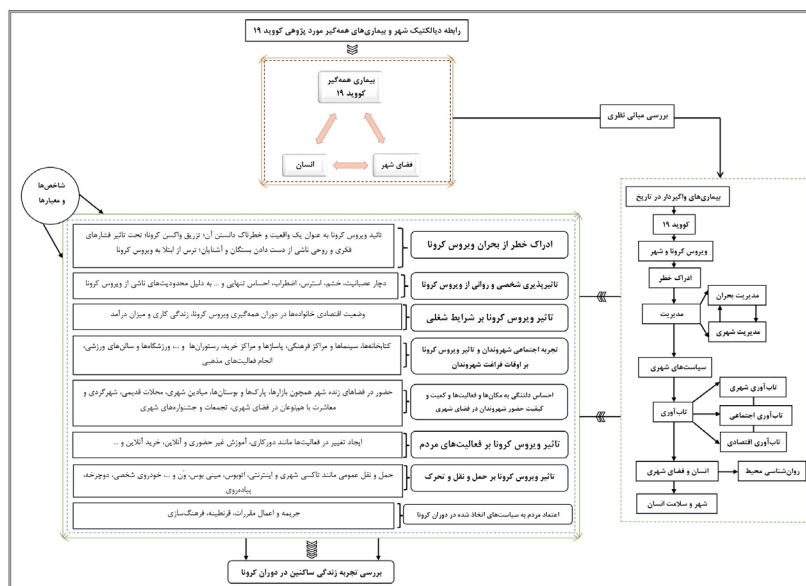 رابطه دیالکتیک شهر و بیماری‌های همه‌گیر مورد پژوهی کووید ۱۹
بیماری همه‌گیر
کووید ۱۹
انسان
فضای شهر
بررسی مبانی نظری
بیماری‌های واگیردار در تاریخ
کووید ۱۹
ویروس کرونا و شهر
ادراک خطر
مدیریت
مدیریت بحران
مدیریت شهری
سیاست‌های شهری
تاب‌آوری
تاب‌آوری شهری
تاب‌آوری اجتماعی
تاب‌آوری اقتصادی
انسان و فضای شهری
روان‌شناسی محیط
شهر و سلامت انسان
شاخص‌ها
و معیارها
ادراک خطر از بحران ویروس کرونا
تائید ویروس کرونا به عنوان یک واقعیت و خطرناک دانستن آن؛ تزریق واکسن کرونا؛ تحت تاثیر فشارهای
فکری و روحی ناشی از دست دادن بستگان و آشنایان؛ ترس از ابتلا به ویروس کرونا
تاثیرپذیری شخصی و روانی از ویروس کرونا
دچار عصبانیت، خشم، استرس، اضطراب، احساس تنهایی و ... به دلیل محدودیت‌های ناشی از ویروس کرونا
تاثیر ویروس کرونا بر شرایط شغلی
وضعیت اقتصادی خانواده‌ها در دوران همه‌گیری ویروس کرونا، زندگی کاری و میزان درآمد
تجربه اجتماعی شهروندان و تاثیر ویروس کرونا
بر اوقات فراغت شهروندان
کتابخانه‌ها، سینماها و مراکز فرهنگی، پاساژها و مراکز خرید، رستوران‌ها و ...، ورزشگاه‌ها و سالن‌های ورزشی،
انجام فعالیت‌های مذهبی
احساس دلتنگی به مکان‌ها و فعالیت‌ها و کمیت و
کیفیت حضور شهروندان در فضای شهری
حضور در فضاهای زنده شهر همچون بازارها، پارک‌ها و بوستان‌ها، میادین شهری، محلات قدیمی، شهرگردی و
معاشرت با هم‌نوعان در فضای شهری، تجمعات و جشنواره‌های شهری
تاثیر ویروس کرونا بر فعالیت‌های مردم
ایجاد تغییر در فعالیت‌ها مانند دورکاری، آموزش غیر حضوری و آنلاین، خرید آنلاین و ...
تاثیر ویروس کرونا بر حمل و نقل و تحرک
حمل و نقل عمومی مانند تاکسی شهری و اینترنتی، اتوبوس، مینی بوس، ون و ...، خودروی شخصی، دوچرخه،
پیاده‌روی
اعتماد مردم به سیاست‌های اتخاذ شده در دوران کرونا
جریمه و اعمال مقررات، قرنطینه، فرهنگ‌سازی
بررسی تجربه زندگی ساکنین در دوران کرونا